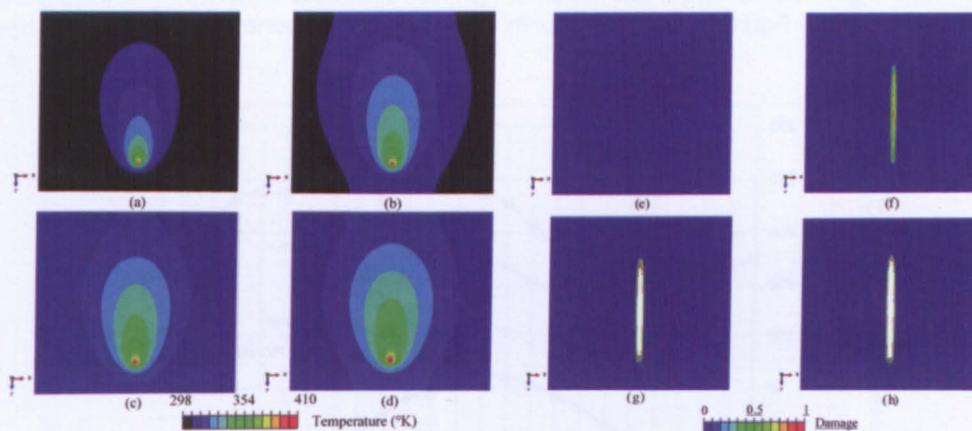 (a)
(b)
(e)
(f)
(c)
298
354
(d)
410
Temperature (°K)
(g)
(h)
0
0.5
1
Damage